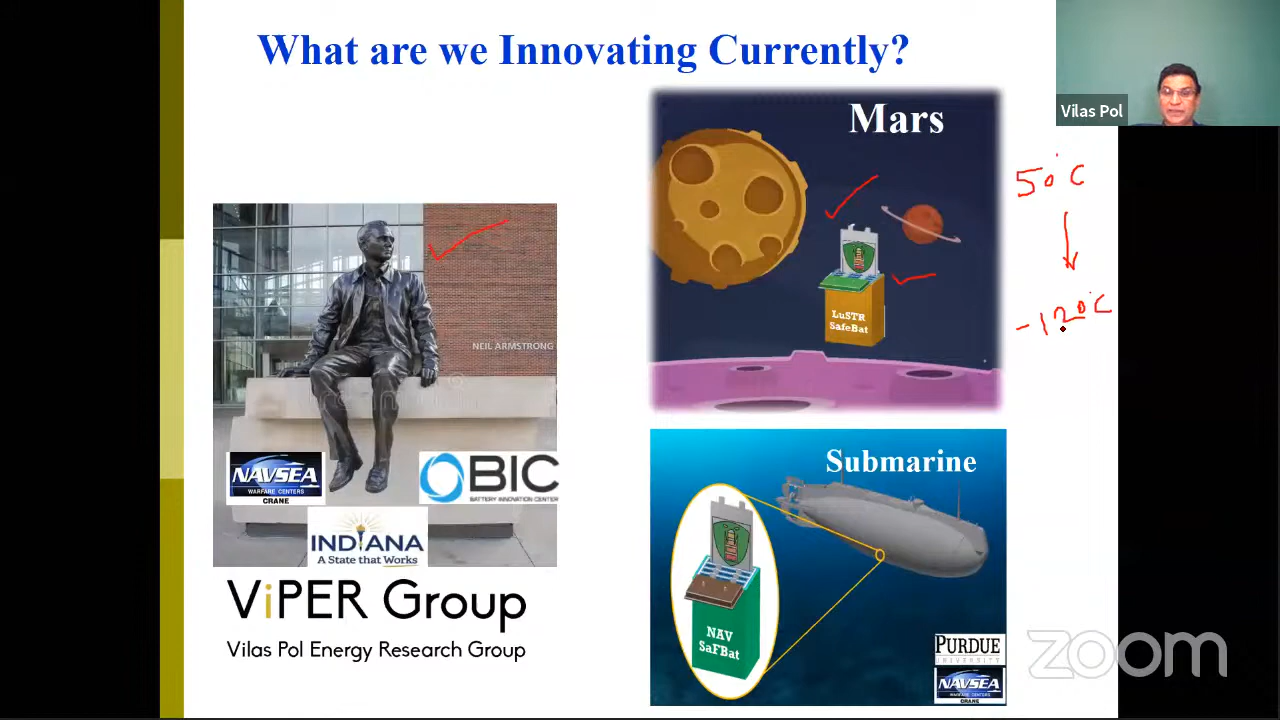 What are we Innovating Currently?
Vilas Pol
Mars
50°C
-120°C
LuSTR
SafeBat
NEIL ARMSTRONG
NAVSEA
WARFARE CENTERS
CRANE
BIC
BATTERY INNOVATION CENTER
INDIANA
A State that Works
ViPER Group
Vilas Pol Energy Research Group
Submarine
NAV
SaFBat
PURDUE
UNIVERSITY
NAVSEA
WARFARE CENTERS
CRANE
zoom